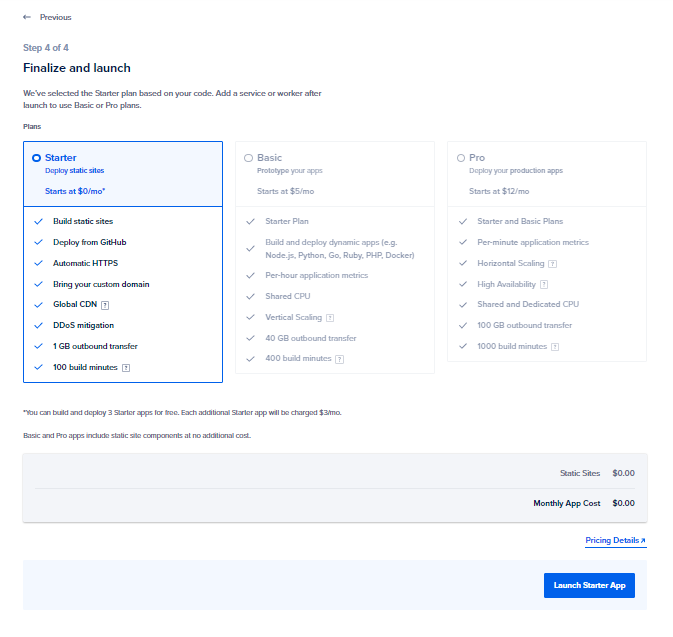 ← Previous
Step 4 of 4
Finalize and launch
We've selected the Starter plan based on your code. Add a service or worker after
launch to use Basic or Pro plans.
Plans
Starter
Deploy static sites
Starts at $0/mo*
Build static sites
Deploy from GitHub
Automatic HTTPS
Bring your custom domain
Global CDN ?
DDoS mitigation
1 GB outbound transfer
100 build minutes ?
Basic
Prototype your apps
Starts at $5/mo
Starter Plan
Build and deploy dynamic apps (e.g.
Node.js, Python, Go, Ruby, PHP, Docker)
Per-hour application metrics
Shared CPU
Vertical Scaling ?
40 GB outbound transfer
400 build minutes ?
Pro
Deploy your production apps
Starts at $12/mo
Starter and Basic Plans
Per-minute application metrics
Horizontal Scaling ?
High Availability ?
Shared and Dedicated CPU
100 GB outbound transfer
1000 build minutes ?
*You can build and deploy 3 Starter apps for free. Each additional Starter app will be charged $3/mo.
Basic and Pro apps include static site components at no additional cost.
Static Sites $0.00
Monthly App Cost $0.00
Pricing Details
Launch Starter App